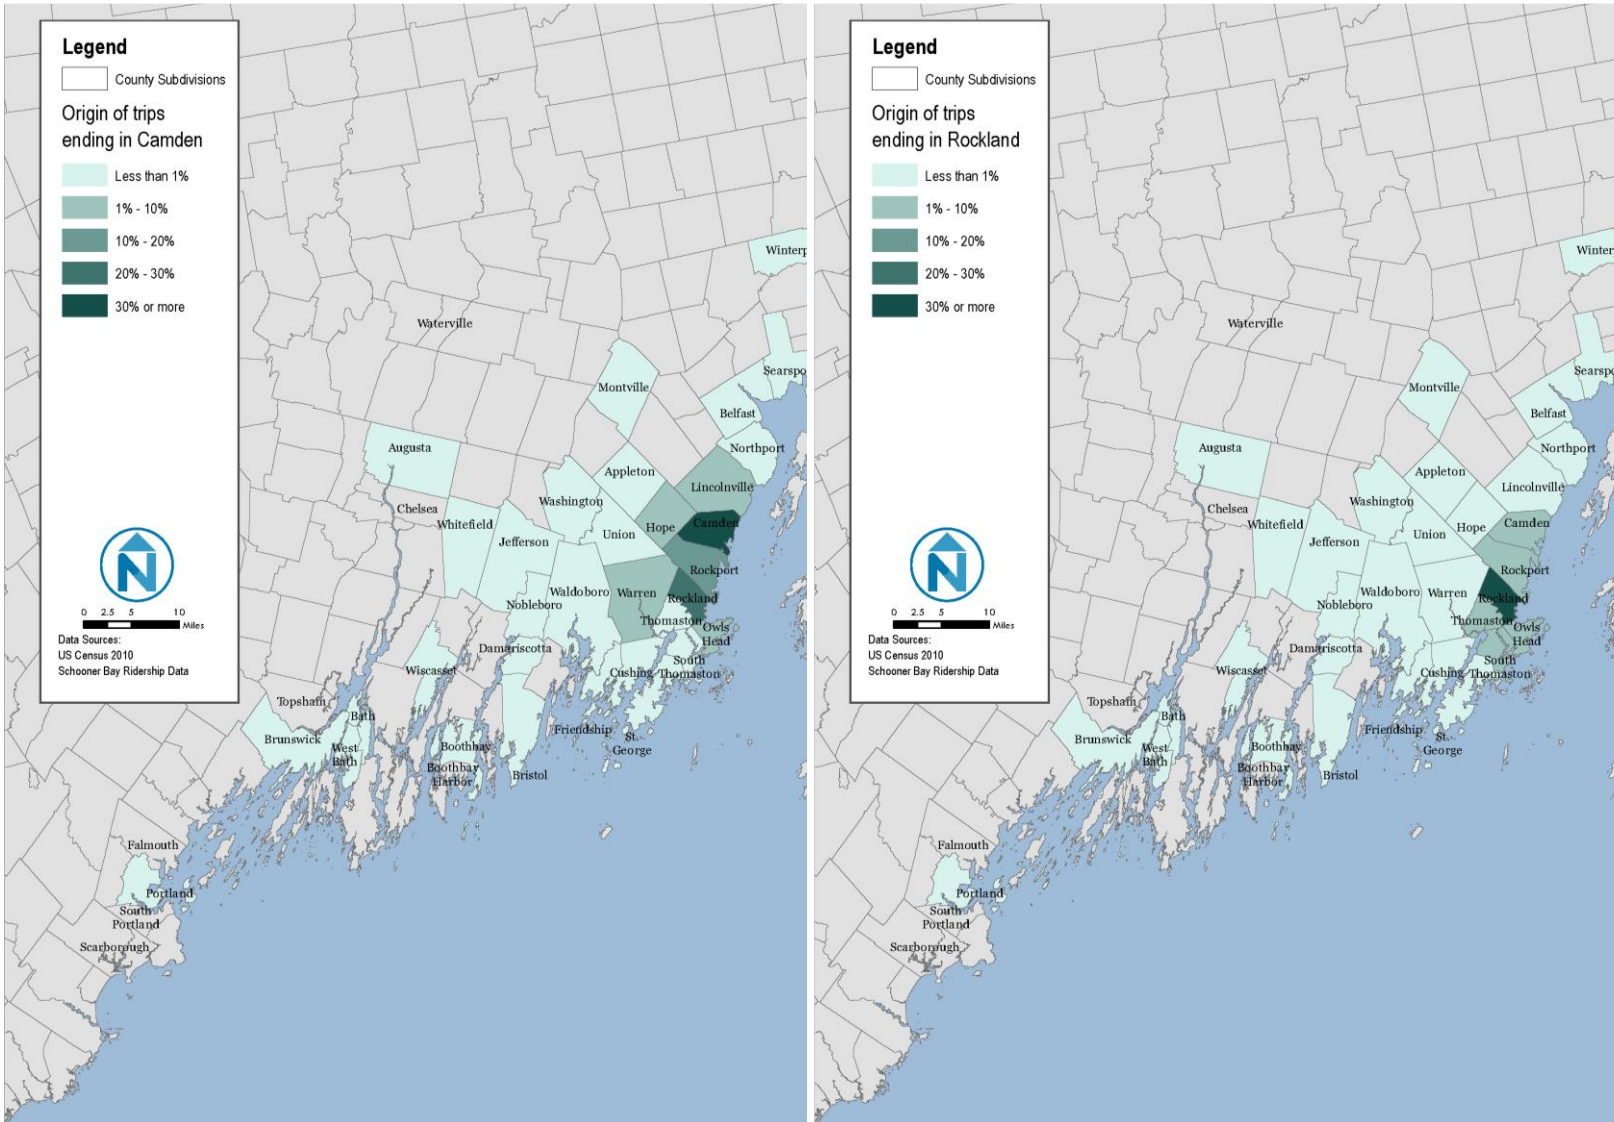 Legend
County Subdivisions
Origin of trips
ending in Camden
Less than 1%
1% - 10%
10% - 20%
20% - 30%
30% or more
N
0 2.5 5 10
Miles
Data Sources:
US Census 2010
Schooner Bay Ridership Data
Winterp
Waterville
Searspo
Montville
Belfast
Augusta
Northport
Appleton
Lincolnville
Washington
Chelsea
Whitefield
Camden
Hope
Union
Jefferson
Rockport
Waldoboro
Warren
Rockland
Nobleboro
Thomaston
Owls
Head
Damariscotta
South
Thomaston
Cushing
Wiscasset
Topsham
Bath
Friendship
St.
George
Brunswick
West
Bath
Boothbay
Boothbay
Harbor
Bristol
Falmouth
Portland
South
Portland
Scarborough
Legend
County Subdivisions
Origin of trips
ending in Rockland
Less than 1%
1% - 10%
10% - 20%
20% - 30%
30% or more
N
0 2.5 5 10
Miles
Data Sources:
US Census 2010
Schooner Bay Ridership Data
Winter
Waterville
Searsp
Montville
Belfast
Augusta
Northport
Appleton
Lincolnville
Washington
Chelsea
Whitefield
Camden
Hope
Union
Jefferson
Rockport
Waldoboro
Warren
Rockland
Nobleboro
Thomaston
Owls
Head
Damariscotta
South
Thomaston
Cushing
Wiscasset
Topsham
Bath
Friendship
St.
George
Brunswick
West
Bath
Boothbay
Boothbay
Harbor
Bristol
Falmouth
Portland
South
Portland
Scarborough